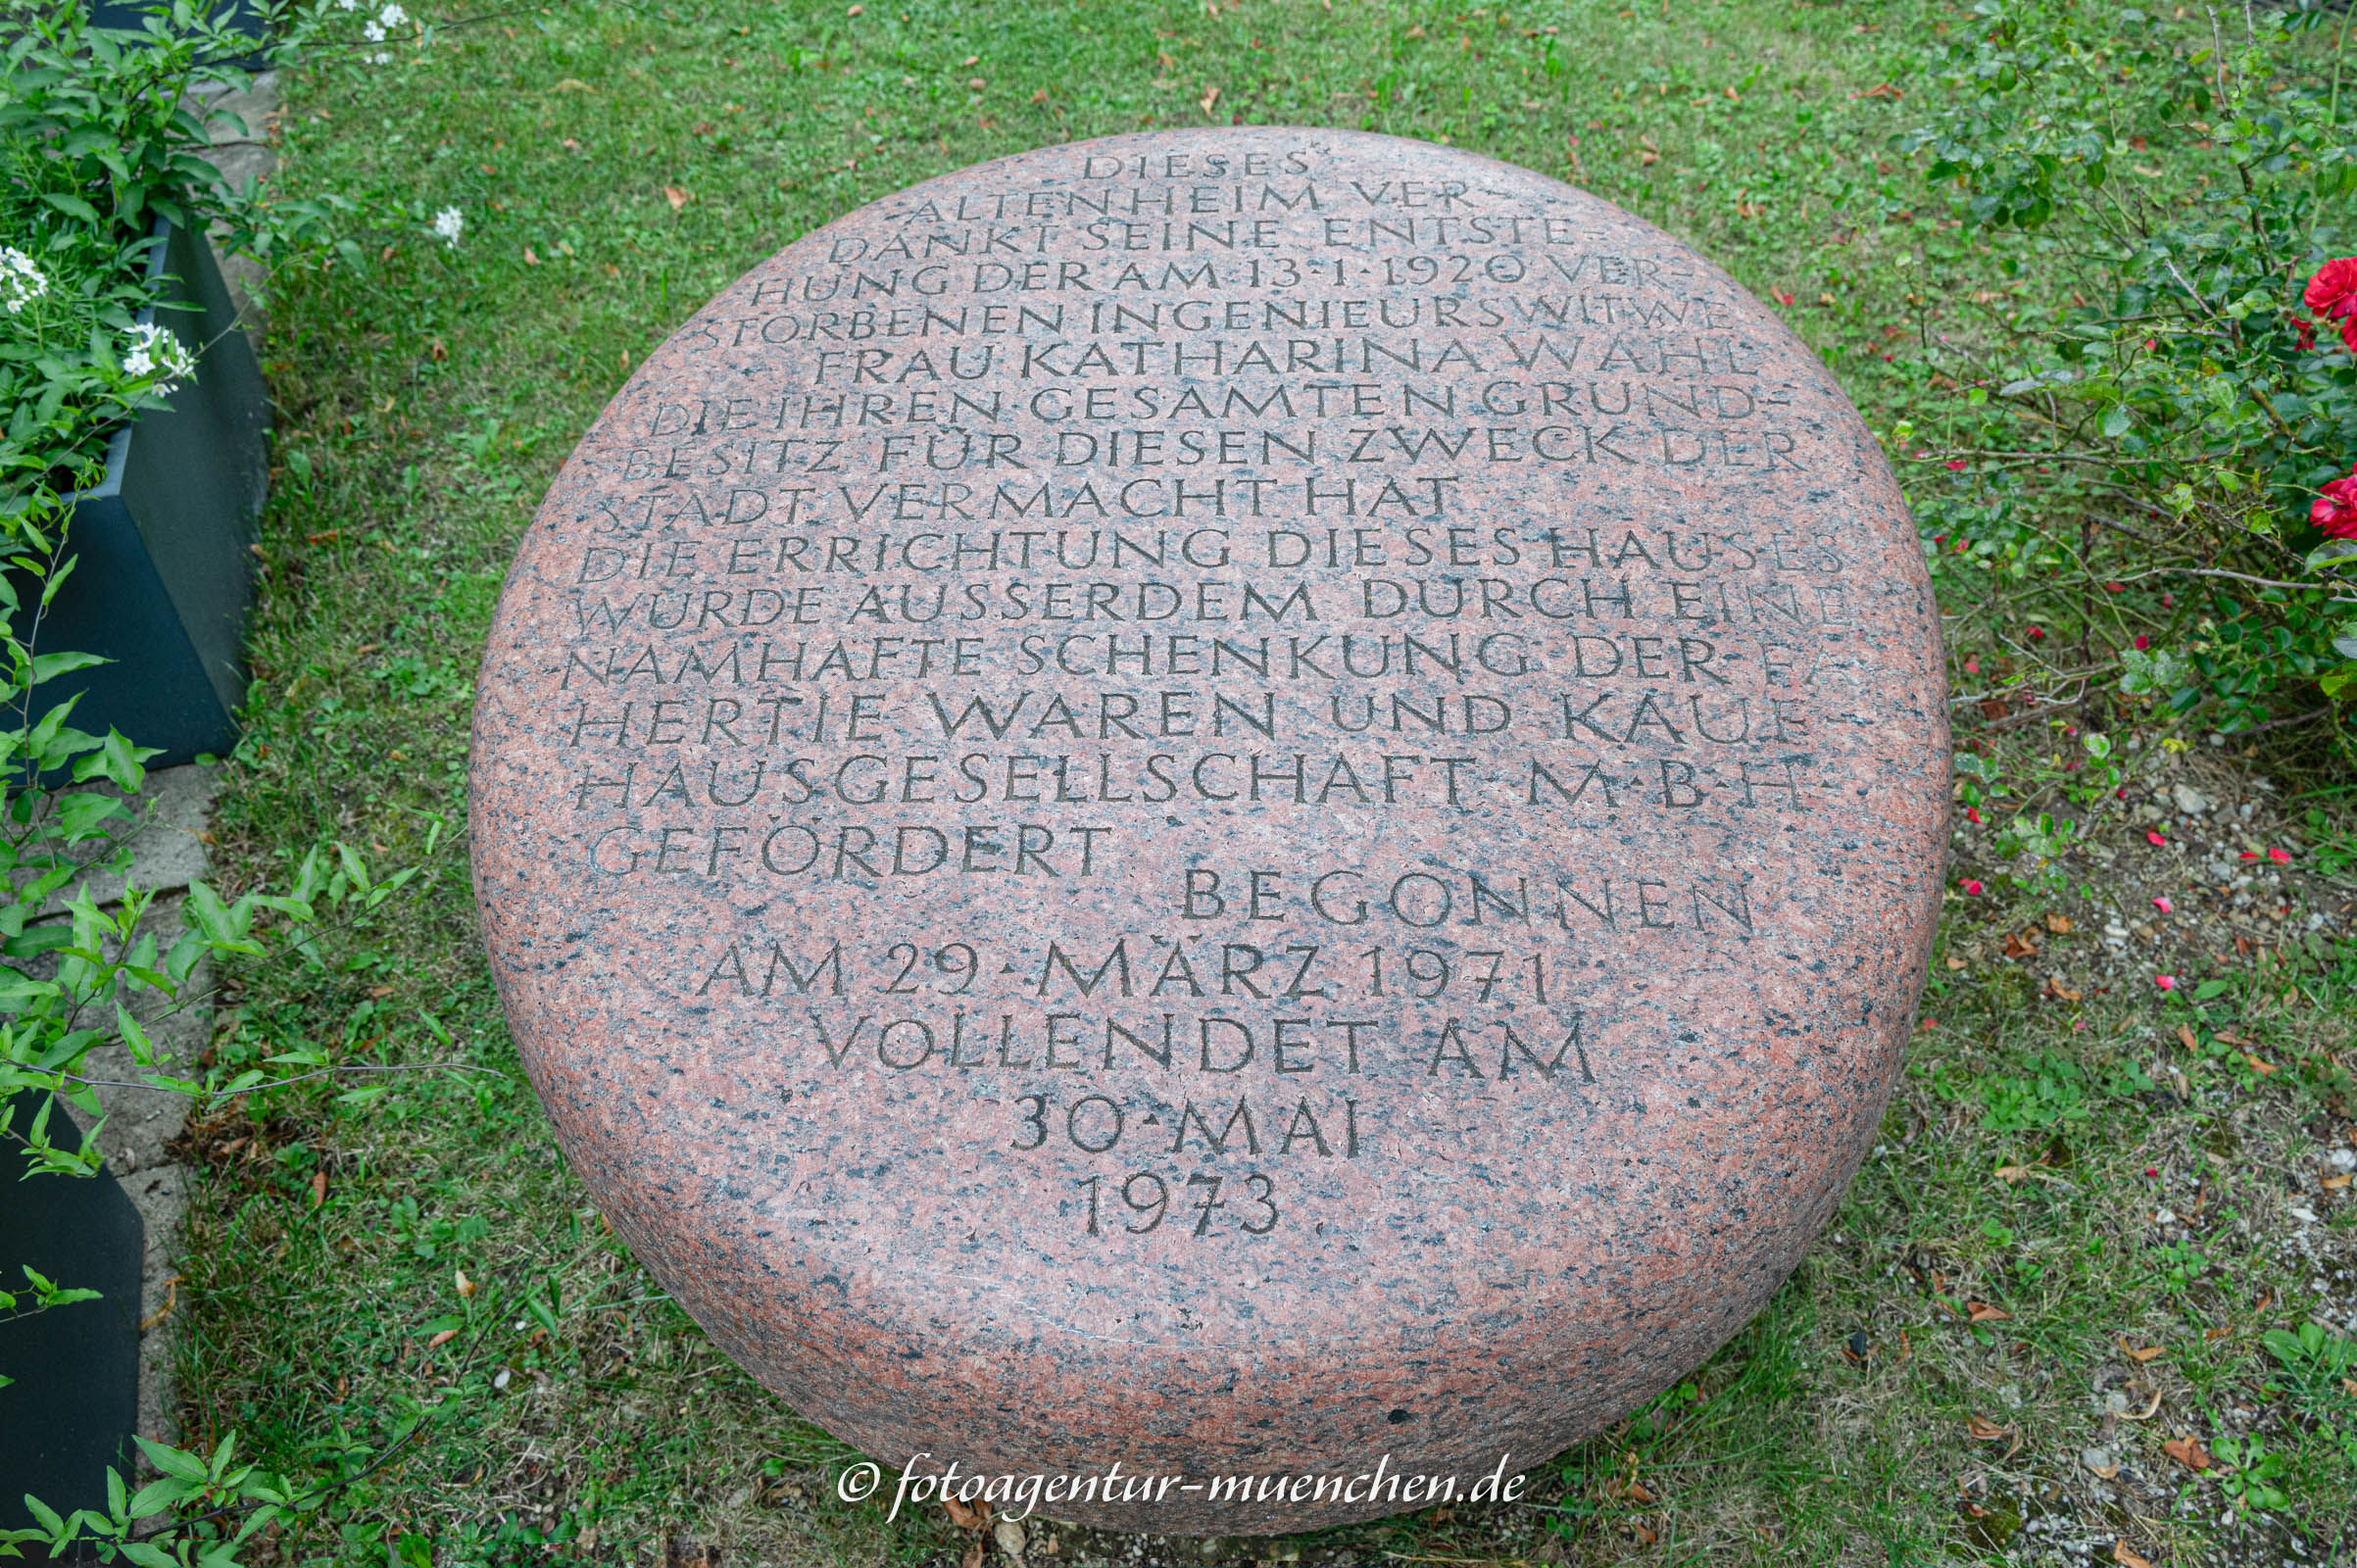 DIESES
ALTENHEIM VER
DANKT SEINE ENTSTE-
HUNG DER AM 13·1·1920 VER-
STORBENEN INGENIEURSWITWE
FRAU KATHARINA WAHL
DIE IHREN GESAMTEN GRUND-
BESITZ FÜR DIESEN ZWECK DER
STADT VERMACHT HAT
DIE ERRICHTUNG DIESES HAUSES
WURDE AUSSERDEM DURCH EINE
NAMHAFTE SCHENKUNG DER FA
HERTIE WAREN UND KAUF-
HAUSGESELLSCHAFT M·B·H·
GEFÖRDERT BEGONNEN
AM 29·MÄRZ 1971
VOLLENDET AM
30·MAI
1973
© fotoagentur-muenchen.de